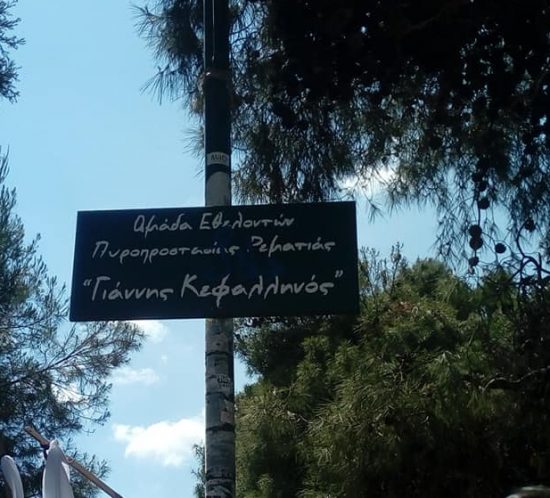 Ομάδα Εθελοντών
Πυροπροστασίας Ρεματιάς
"Γιάννης Κεφαλληνός"